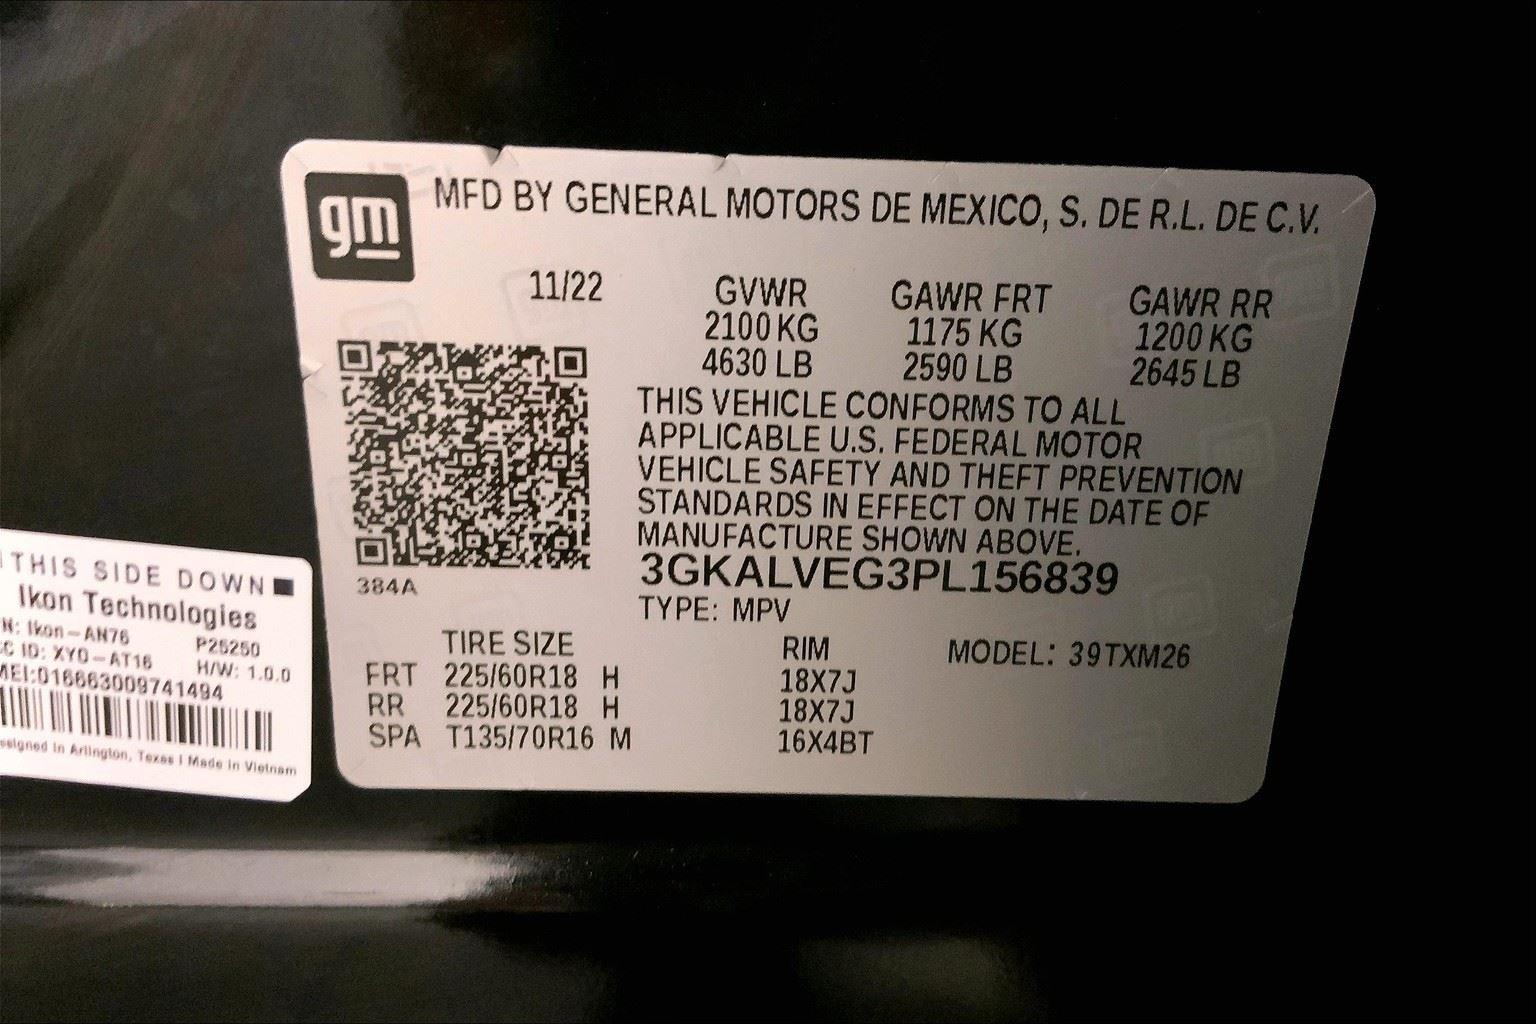 gm
MFD BY GENERAL MOTORS DE MEXICO, S. DE R.L. DE C.V.
11/22 GVWR GAWR FRT GAWR RR
2100 KG 1175 KG 1200 KG
4630 LB 2590 LB 2645 LB
THIS VEHICLE CONFORMS TO ALL
APPLICABLE U.S. FEDERAL MOTOR
VEHICLE SAFETY AND THEFT PREVENTION
STANDARDS IN EFFECT ON THE DATE OF
MANUFACTURE SHOWN ABOVE.
3GKALVEG3PL156839
384A
TYPE: MPV
TIRE SIZE RIM MODEL: 39TXM26
FRT 225/60R18 H 18X7J
RR 225/60R18 H 18X7J
SPA T135/70R16 M 16X4BT
THIS SIDE DOWN
Ikon Technologies
N: Ikon-AN76 P25250
C ID: XYO-AT16 H/W: 1.0.0
MEI:016663009741494
esigned in Arlington, Texas | Made in Vietnam